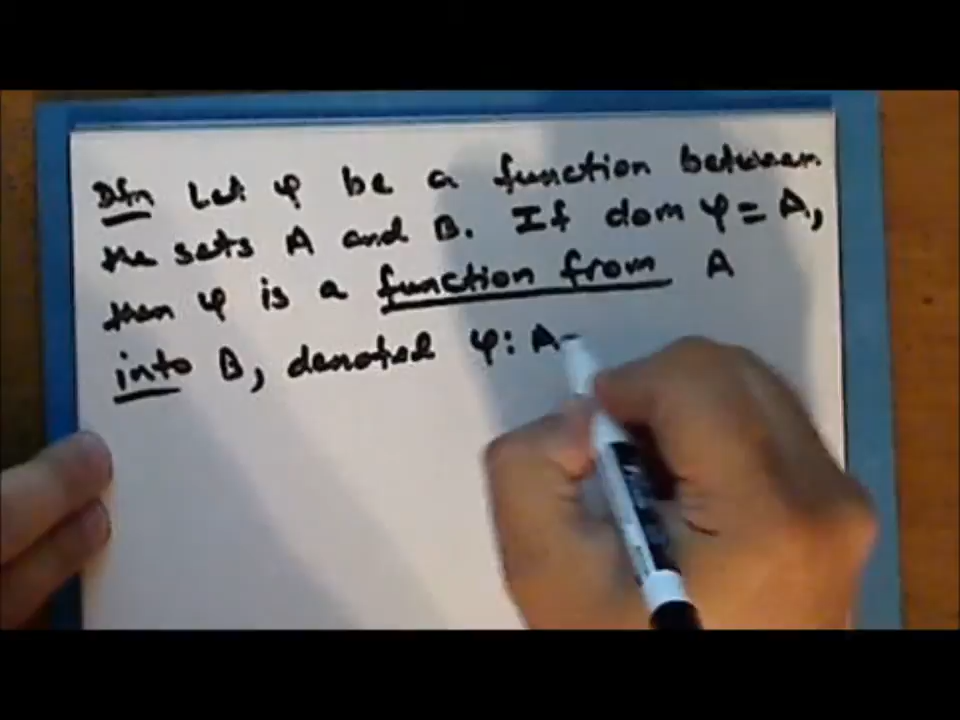 Dfn Let φ be a function between
the sets A and B. If dom φ = A,
then φ is a function from A
into B, denoted φ: A-